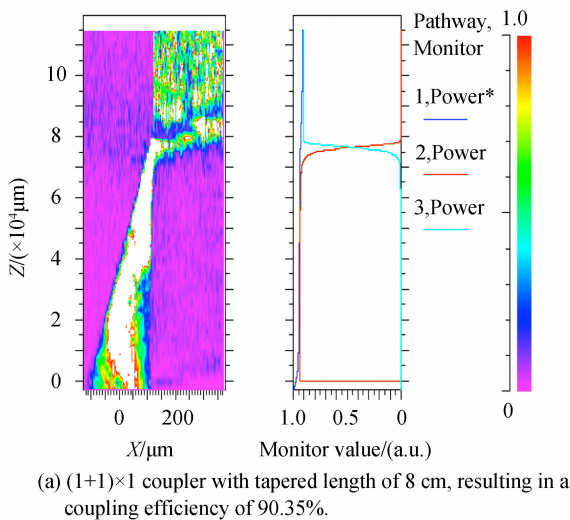 Pathway,
Monitor
1,Power*
2,Power
3,Power
1.0
0
10
8
6
4
2
0
Z/(×10⁴μm)
0 200
X/μm
1.0 0.5 0
Monitor value/(a.u.)
(a) (1+1)×1 coupler with tapered length of 8 cm, resulting in a
coupling efficiency of 90.35%.